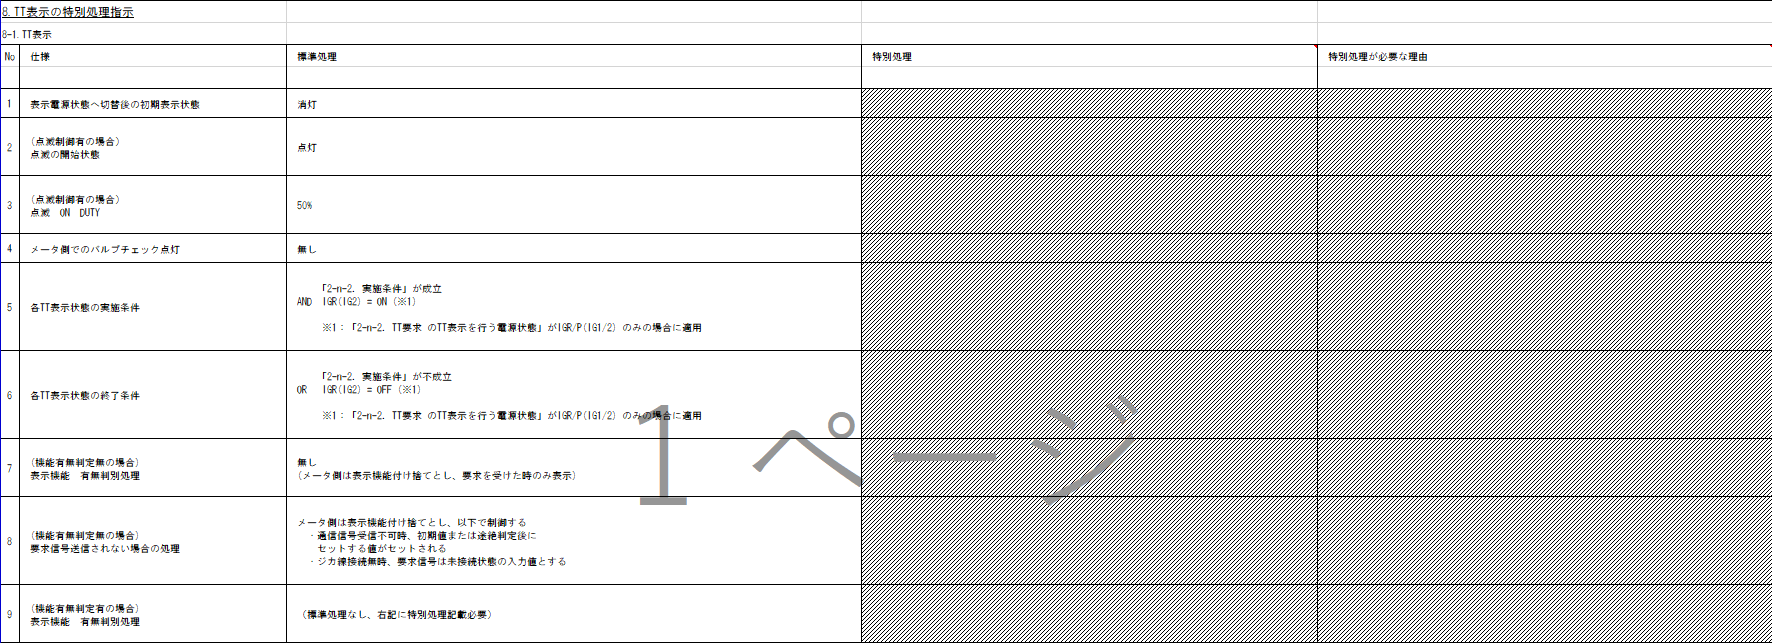 8.TT表示の特別処理指示
8-1.TT表示
No 仕様 標準処理 特別処理 特別処理が必要な理由
1 表示電源状態へ切替後の初期表示状態 消灯
2 (点滅制御有の場合)
点滅の開始状態 点灯
3 (点滅制御有の場合)
点滅 ON DUTY 50%
4 メータ側でのバルブチェック点灯 無し
5 各TT表示状態の実施条件
「2-n-2. 実施条件」が成立
AND IGR(IG2) = ON (※1)
※1：「2-n-2. TT要求 のTT表示を行う電源状態」がIGR/P(IG1/2) のみの場合に適用
6 各TT表示状態の終了条件
「2-n-2. 実施条件」が不成立
OR IGR(IG2) = OFF (※1)
※1：「2-n-2. TT要求 のTT表示を行う電源状態」がIGR/P(IG1/2) のみの場合に適用
7 (機能有無判定無の場合)
表示機能 有無判別処理
無し
(メータ側は表示機能付け捨てとし、要求を受けた時のみ表示)
8 (機能有無判定無の場合)
要求信号送信されない場合の処理
メータ側は表示機能付け捨てとし、以下で制御する
・通信信号受信不可時、初期値または途絶判定後に
セットする値がセットされる
・ジカ線接続無時、要求信号は未接続状態の入力値とする
9 (機能有無判定有の場合)
表示機能 有無判別処理
(標準処理なし、右記に特別処理記載必要)
1 ページ